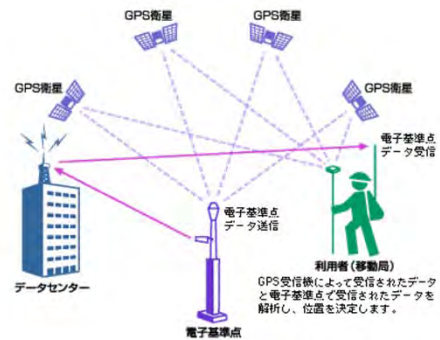 GPS衛星
GPS衛星
GPS衛星
GPS衛星
電子基準点
データ受信
電子基準点
データ送信
データセンター
電子基準点
利用者(移動局)
GPS受信機によって受信されたデータ
と電子基準点で受信されたデータを
解析し、位置を決定します。